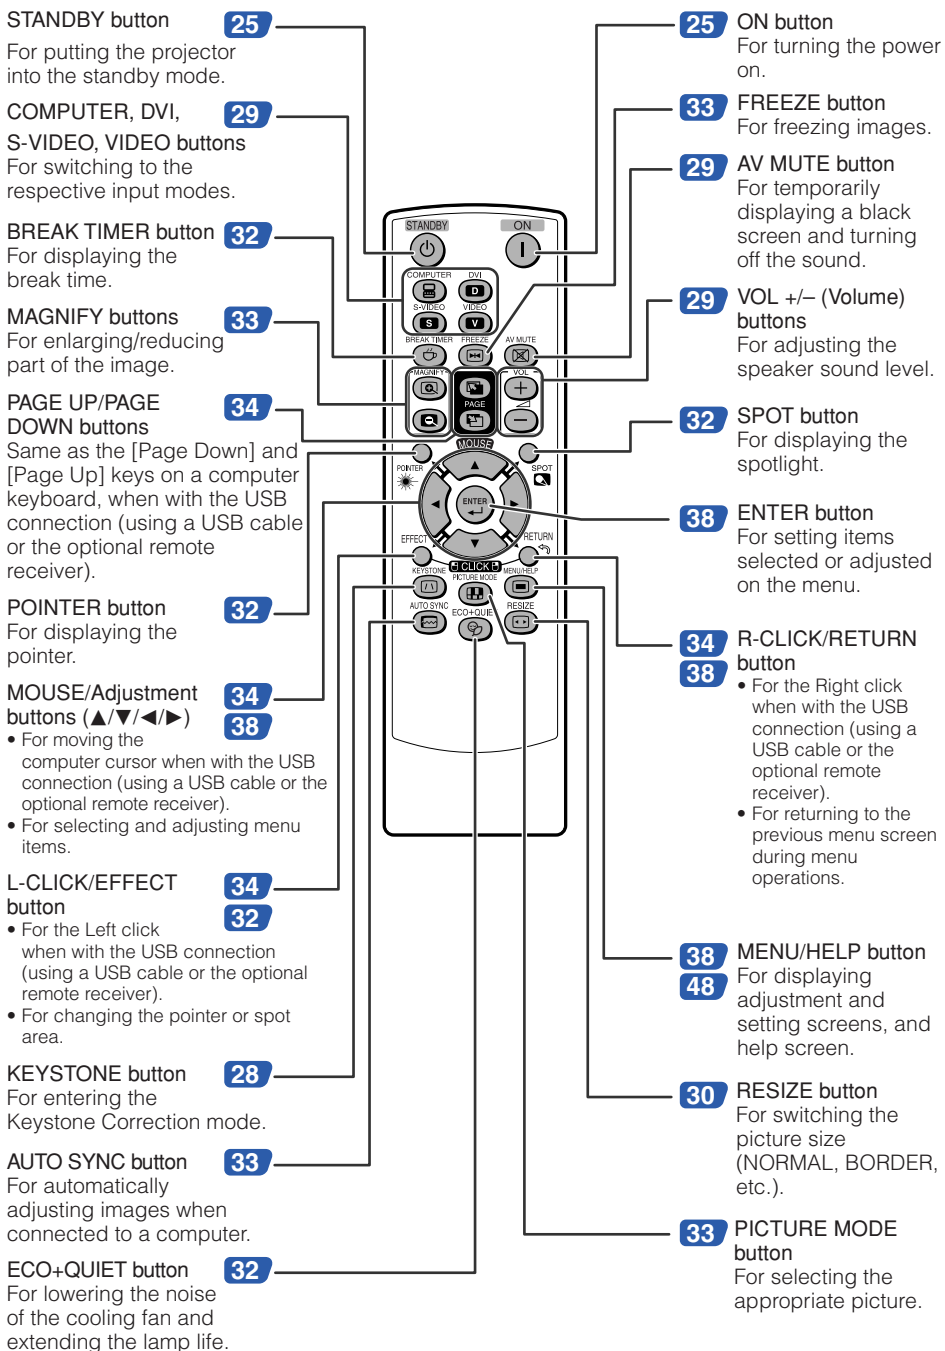 STANDBY button 25
For putting the projector
into the standby mode.
COMPUTER, DVI, 29
S-VIDEO, VIDEO buttons
For switching to the
respective input modes.
BREAK TIMER button 32
For displaying the
break time.
MAGNIFY buttons 33
For enlarging/reducing
part of the image.
PAGE UP/PAGE 34
DOWN buttons
Same as the [Page Down] and
[Page Up] keys on a computer
keyboard, when with the USB
connection (using a USB cable
or the optional remote
receiver).
POINTER button 32
For displaying the
pointer.
MOUSE/Adjustment 34
buttons (▲/▼/◀/▶) 38
• For moving the
computer cursor when with the USB
connection (using a USB cable or the
optional remote receiver).
• For selecting and adjusting menu
items.
L-CLICK/EFFECT 34
button 32
• For the Left click
when with the USB connection
(using a USB cable or the optional
remote receiver).
• For changing the pointer or spot
area.
KEYSTONE button 28
For entering the
Keystone Correction mode.
AUTO SYNC button 33
For automatically
adjusting images when
connected to a computer.
ECO+QUIET button 32
For lowering the noise
of the cooling fan and
extending the lamp life.
STANDBY ON
COMPUTER DVI
D
S-VIDEO VIDEO
S V
BREAK TIMER FREEZE AV MUTE
MAGNIFY VOL
PAGE
MOUSE
POINTER SPOT
ENTER
EFFECT RETURN
CLICK
KEYSTONE PICTURE MODE MENU/HELP
AUTO SYNC ECO+QUIE RESIZE
25 ON button
For turning the power
on.
33 FREEZE button
For freezing images.
29 AV MUTE button
For temporarily
displaying a black
screen and turning
off the sound.
29 VOL +/– (Volume)
buttons
For adjusting the
speaker sound level.
32 SPOT button
For displaying the
spotlight.
38 ENTER button
For setting items
selected or adjusted
on the menu.
34 R-CLICK/RETURN
38 button
• For the Right click
when with the USB
connection (using a
USB cable or the
optional remote
receiver).
• For returning to the
previous menu screen
during menu
operations.
38 MENU/HELP button
48 For displaying
adjustment and
setting screens, and
help screen.
30 RESIZE button
For switching the
picture size
(NORMAL, BORDER,
etc.).
33 PICTURE MODE
button
For selecting the
appropriate picture.